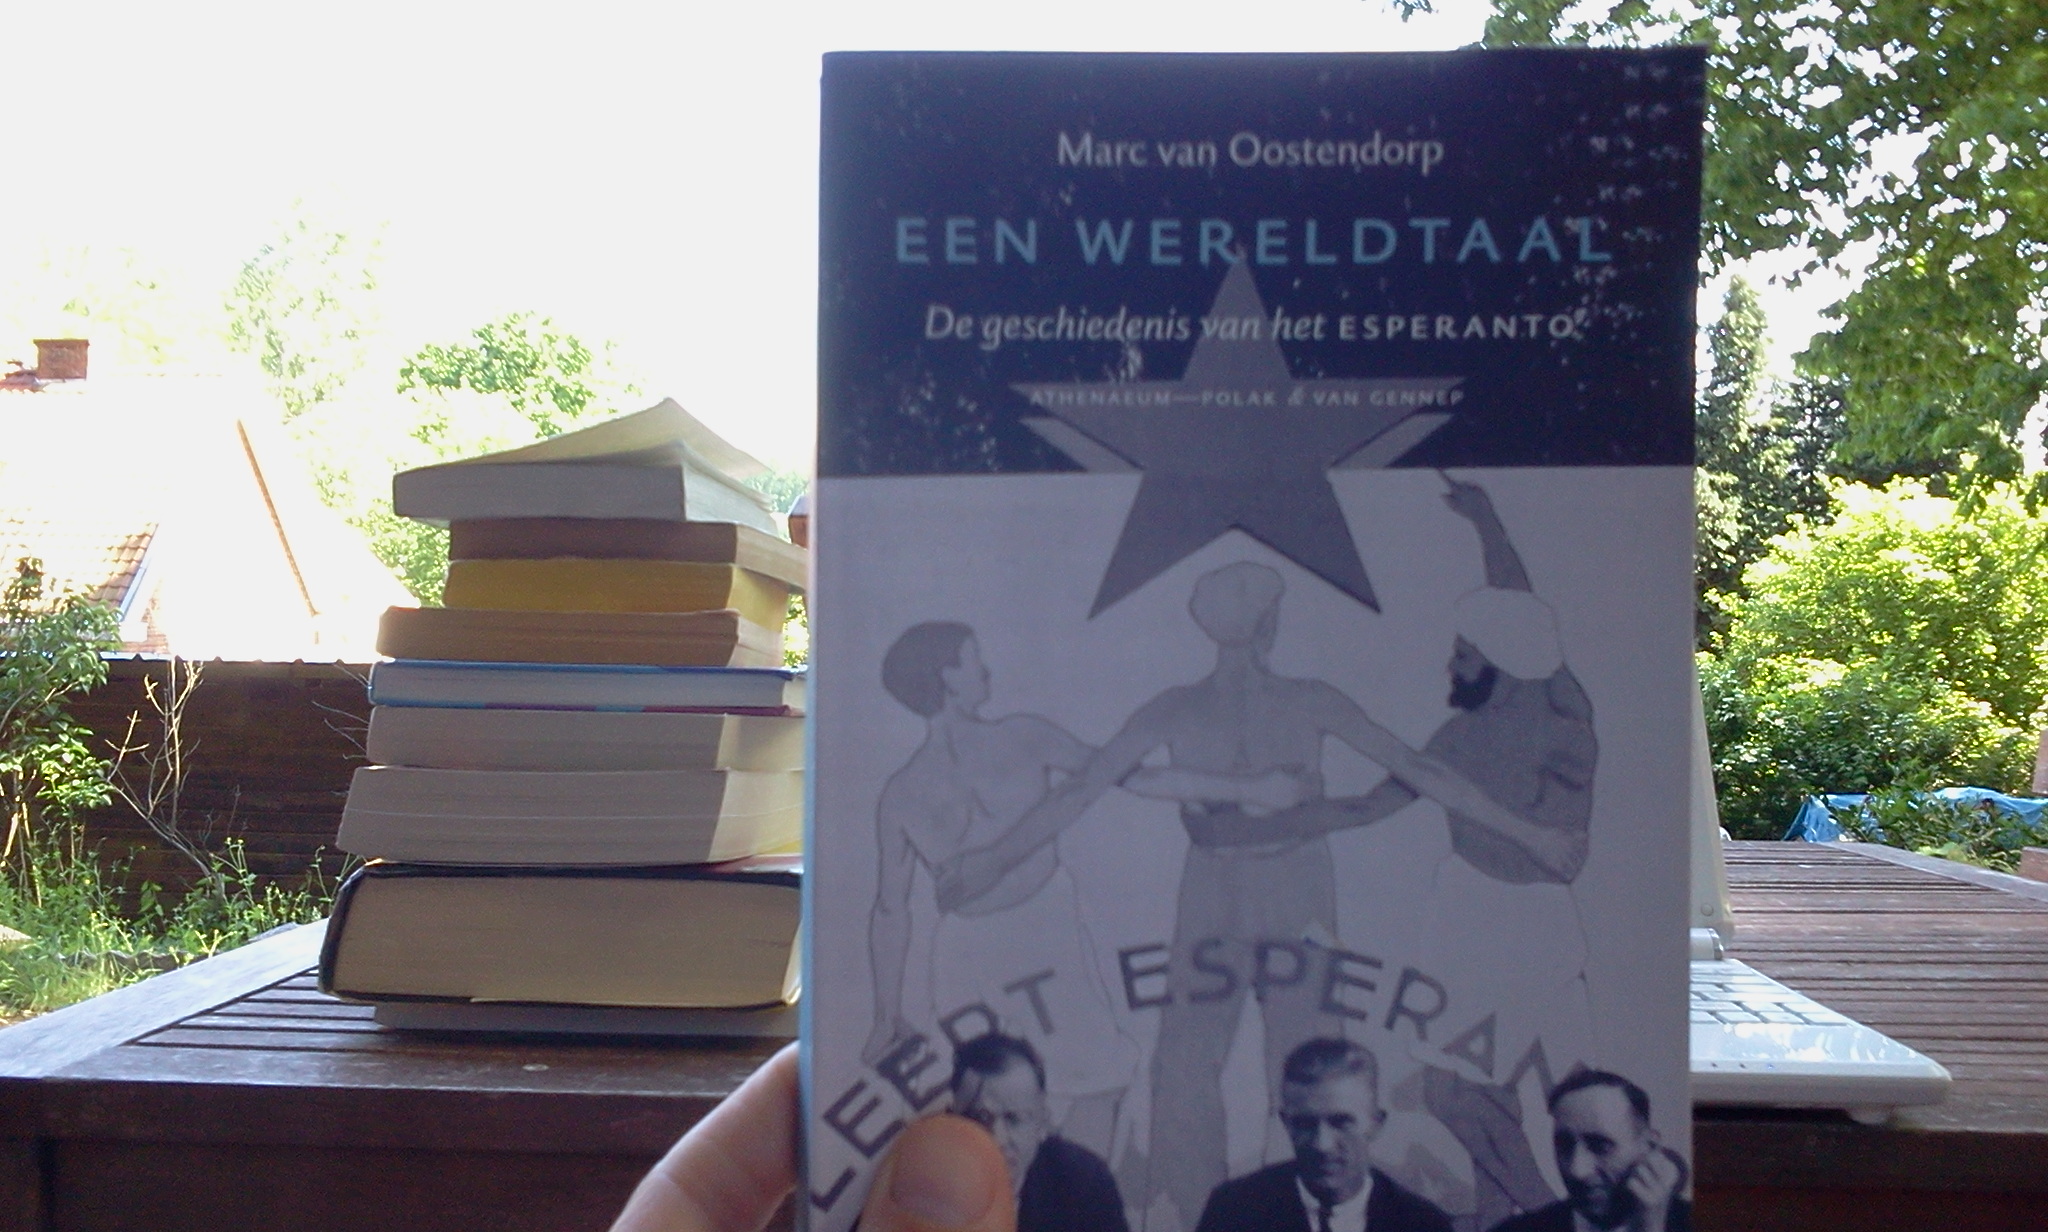 Marc van Oostendorp
EEN WERELDTAAL
De geschiedenis van het ESPERANTO
ATHENAEUM—POLAK & VAN GENNEP
LEERT ESPERAN